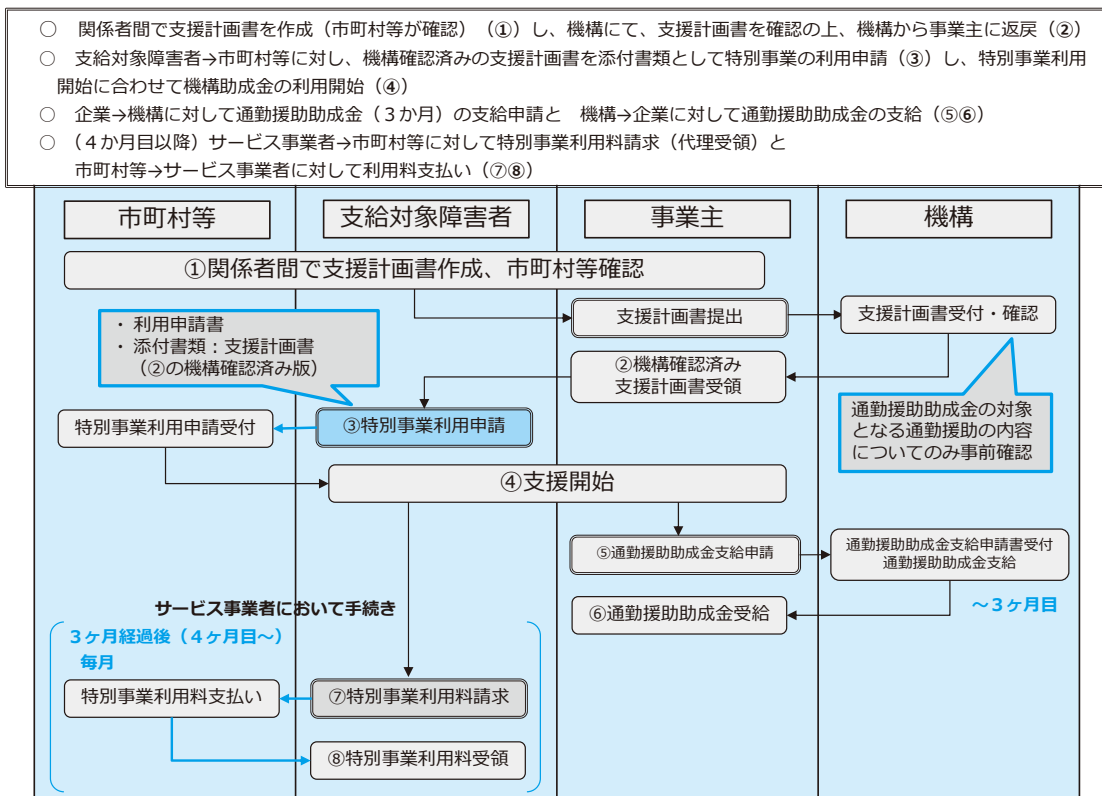 ○ 関係者間で支援計画書を作成（市町村等が確認）（①）し、機構にて、支援計画書を確認の上、機構から事業主に返戻（②）
○ 支給対象障害者→市町村等に対し、機構確認済みの支援計画書を添付書類として特別事業の利用申請（③）し、特別事業利用
開始に合わせて機構助成金の利用開始（④）
○ 企業→機構に対して通勤援助助成金（３か月）の支給申請と 機構→企業に対して通勤援助助成金の支給（⑤⑥）
○ （４か月目以降）サービス事業者→市町村等に対して特別事業利用料請求（代理受領）と
市町村等→サービス事業者に対して利用料支払い（⑦⑧）
市町村等
支給対象障害者
事業主
機構
①関係者間で支援計画書作成、市町村等確認
・利用申請書
・添付書類：支援計画書
（②の機構確認済み版）
支援計画書提出
支援計画書受付・確認
②機構確認済み
支援計画書受領
通勤援助助成金の対象
となる通勤援助の内容
についてのみ事前確認
特別事業利用申請受付
③特別事業利用申請
④支援開始
⑤通勤援助助成金支給申請
通勤援助助成金支給申請書受付
通勤援助助成金支給
サービス事業者において手続き
⑥通勤援助助成金受給
～３ヶ月目
３ヶ月経過後（４ヶ月目～）
毎月
特別事業利用料支払い
⑦特別事業利用料請求
⑧特別事業利用料受領